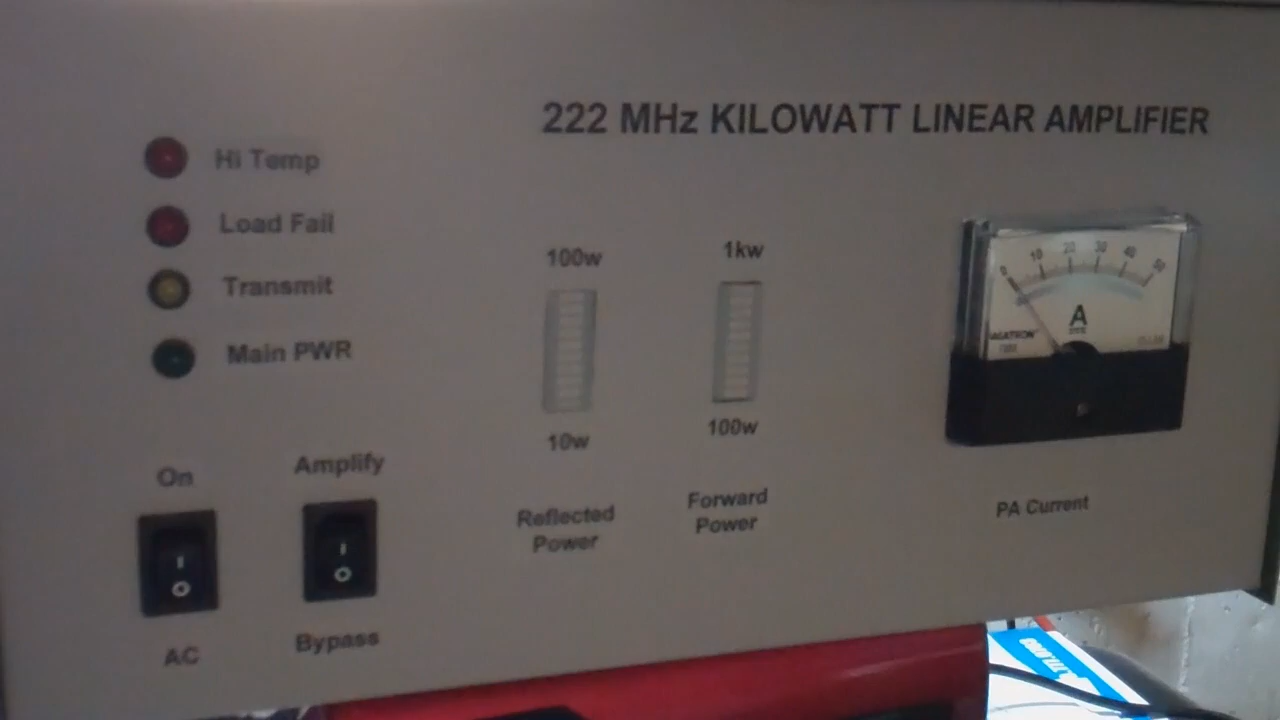 222 MHz KILOWATT LINEAR AMPLIFIER
Hi Temp
Load Fail
Transmit
Main PWR
100w
1kw
10w
100w
Reflected
Power
Forward
Power
0 10 20 30 40 50
A
PA Current
On
Amplify
I
O
I
O
AC
Bypass